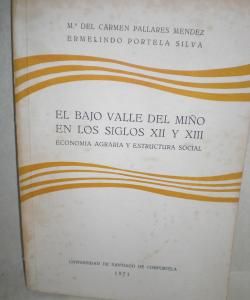 Mª DEL CARMEN PALLARES MENDEZ
ERMELINDO PORTELA SILVA
EL BAJO VALLE DEL MIÑO
EN LOS SIGLOS XII Y XIII
ECONOMIA AGRARIA Y ESTRUCTURA SOCIAL
UNIVERSIDAD DE SANTIAGO DE COMPOSTELA
1971